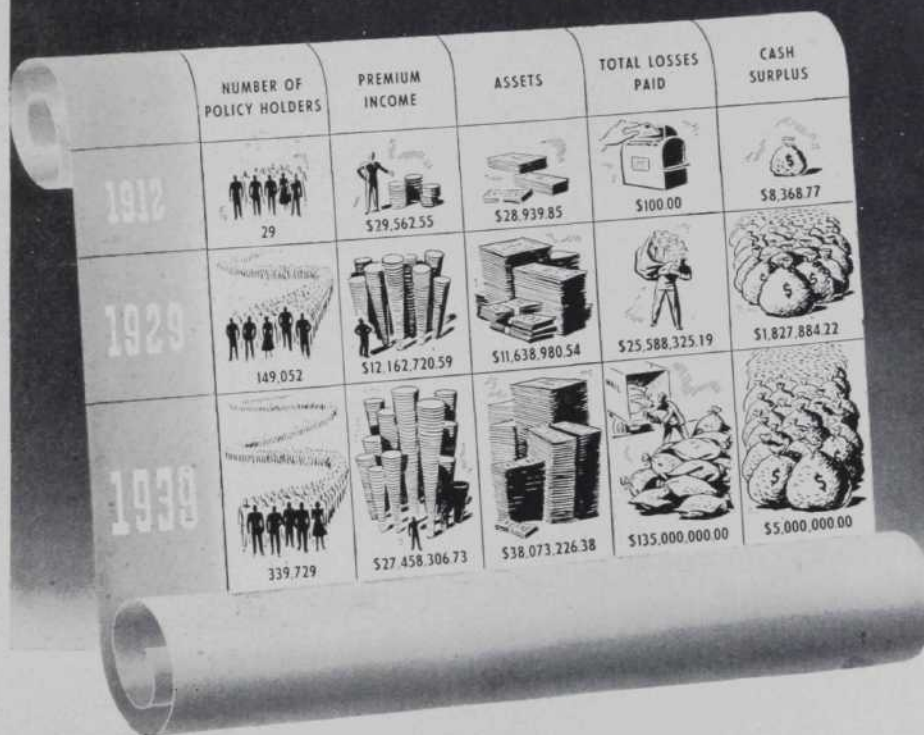 NUMBER OF
POLICY HOLDERS
PREMIUM
INCOME
ASSETS
TOTAL LOSSES
PAID
CASH
SURPLUS
1912
29
$29,562.55
$28,939.85
$100.00
$8,368.77
1929
149,052
$12,162,720.59
$11,638,980.54
$25,588,325.19
$1,827,884.22
1939
339,729
$27,458,306.73
$38,073,226.38
$135,000,000.00
$5,000,000.00